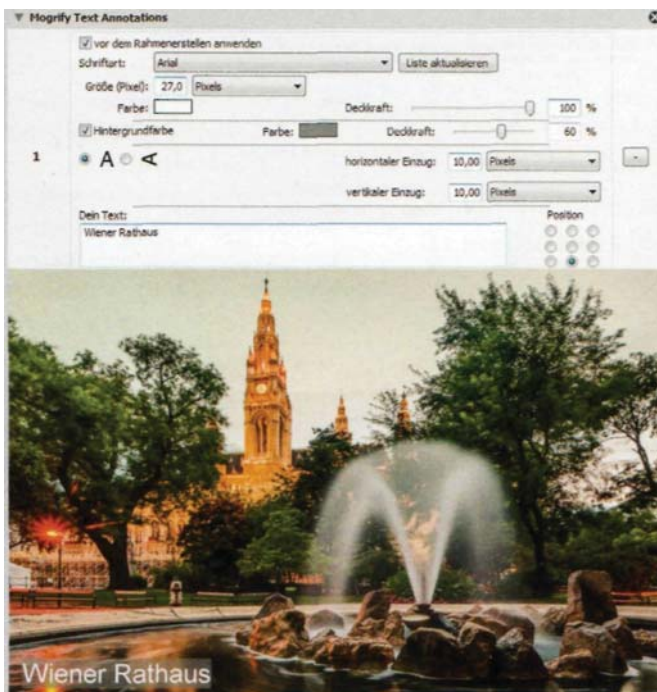 Mogrify Text Annotations
vor dem Rahmenerstellen anwenden
Schriftart: Arial Liste aktualisieren
Größe (Pixel): 27,0 Pixels
Farbe: Deckkraft: 100 %
Hintergrundfarbe Farbe: Deckkraft: 60 %
1 A A horizontaler Einzug: 10,00 Pixels -
vertikaler Einzug: 10,00 Pixels
Dein Text: Position
Wiener Rathaus
Wiener Rathaus